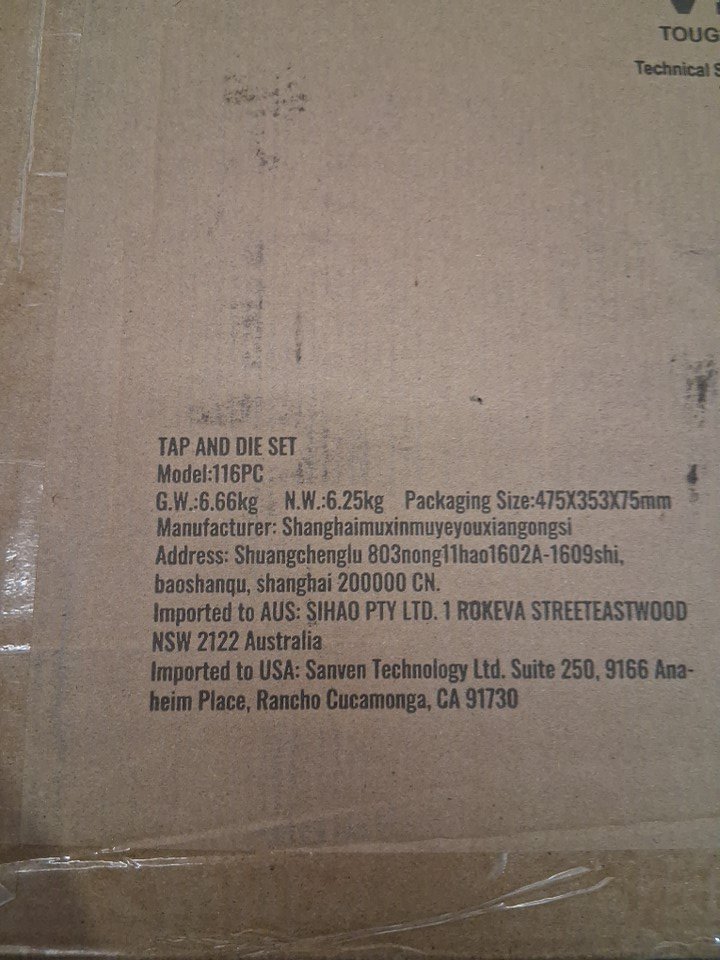 TOUG
Technical S
TAP AND DIE SET
Model:116PC
G.W.:6.66kg N.W.:6.25kg Packaging Size:475X353X75mm
Manufacturer: Shanghaimuxinmuyeyouxiangongsi
Address: Shuangchenglu 803nong11hao1602A-1609shi,
baoshanqu, shanghai 200000 CN.
Imported to AUS: SIHAO PTY LTD. 1 ROKEVA STREETEASTWOOD
NSW 2122 Australia
Imported to USA: Sanven Technology Ltd. Suite 250, 9166 Ana-
heim Place, Rancho Cucamonga, CA 91730